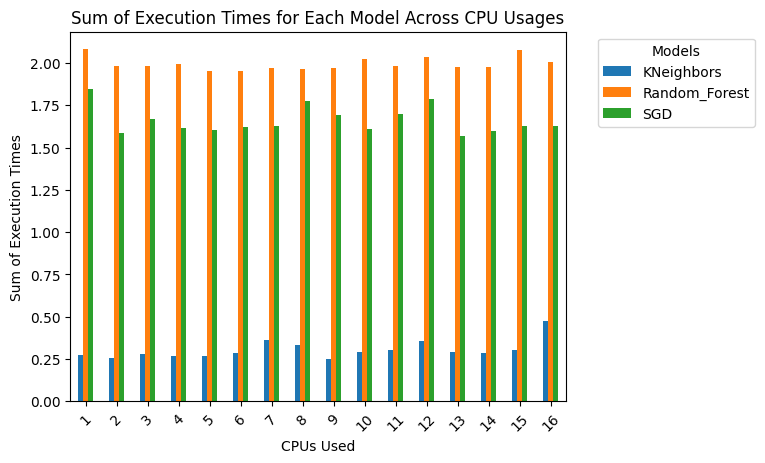 Sum of Execution Times for Each Model Across CPU Usages
Models
KNeighbors
Random_Forest
SGD
Sum of Execution Times
2.00
1.75
1.50
1.25
1.00
0.75
0.50
0.25
0.00
1 2 3 4 5 6 7 8 9 10 11 12 13 14 15 16
CPUs Used